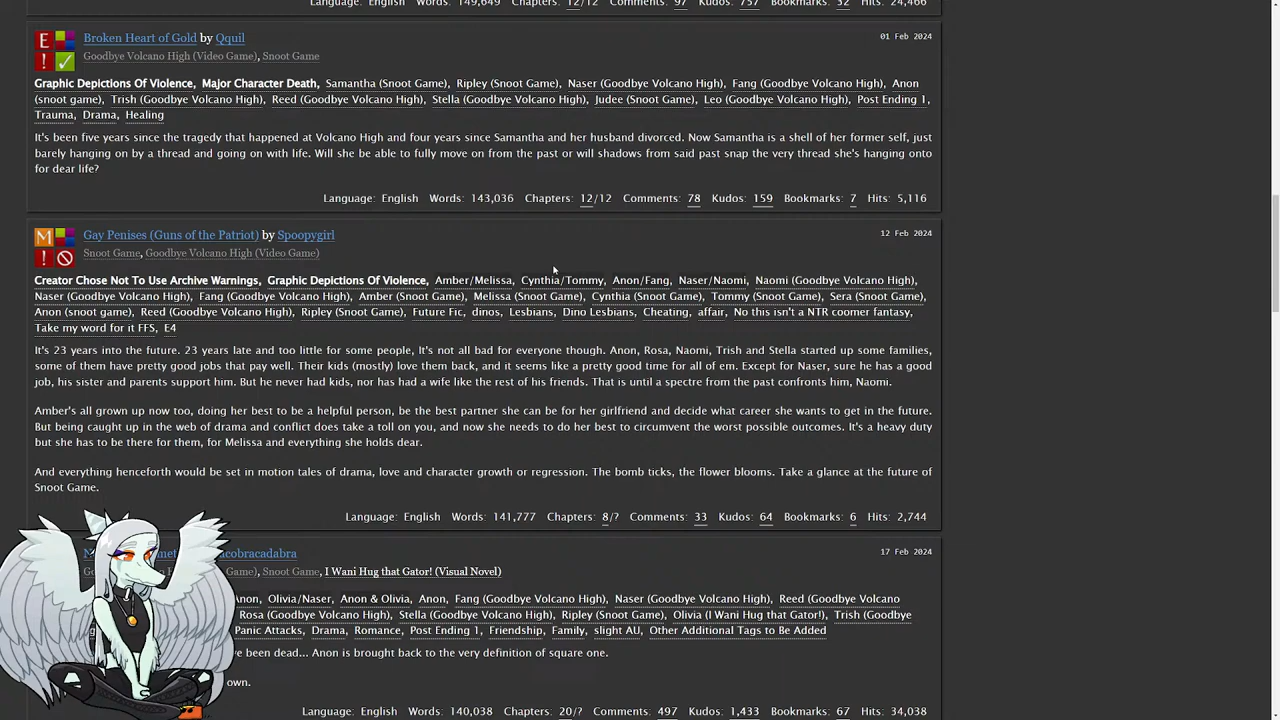 Language: English Words: 149,649 Chapters: 12/12 Comments: 97 Kudos: 757 Bookmarks: 32 Hits: 24,466
Broken Heart of Gold by Qquil
01 Feb 2024
Goodbye Volcano High (Video Game), Snoot Game
Graphic Depictions Of Violence, Major Character Death, Samantha (Snoot Game), Ripley (Snoot Game), Naser (Goodbye Volcano High), Fang (Goodbye Volcano High), Anon
(snoot game), Trish (Goodbye Volcano High), Reed (Goodbye Volcano High), Stella (Goodbye Volcano High), Judee (Snoot Game), Leo (Goodbye Volcano High), Post Ending 1,
Trauma, Drama, Healing
It's been five years since the tragedy that happened at Volcano High and four years since Samantha and her husband divorced. Now Samantha is a shell of her former self, just
barely hanging on by a thread and going on with life. Will she be able to fully move on from the past or will shadows from said past snap the very thread she's hanging onto
for dear life?
Language: English Words: 143,036 Chapters: 12/12 Comments: 78 Kudos: 159 Bookmarks: 7 Hits: 5,116
Gay Penises (Guns of the Patriot) by Spoopygirl
12 Feb 2024
Snoot Game, Goodbye Volcano High (Video Game)
Creator Chose Not To Use Archive Warnings, Graphic Depictions Of Violence, Amber/Melissa, Cynthia/Tommy, Anon/Fang, Naser/Naomi, Naomi (Goodbye Volcano High),
Naser (Goodbye Volcano High), Fang (Goodbye Volcano High), Amber (Snoot Game), Melissa (Snoot Game), Cynthia (Snoot Game), Tommy (Snoot Game), Sera (Snoot Game),
Anon (snoot game), Reed (Goodbye Volcano High), Ripley (Snoot Game), Future Fic, dinos, Lesbians, Dino Lesbians, Cheating, affair, No this isn't a NTR coomer fantasy,
Take my word for it FFS, E4
It's 23 years into the future. 23 years late and too little for some people, It's not all bad for everyone though. Anon, Rosa, Naomi, Trish and Stella started up some families,
some of them have pretty good jobs that pay well. Their kids (mostly) love them back, and it seems like a pretty good time for all of em. Except for Naser, sure he has a good
job, his sister and parents support him. But he never had kids, nor has had a wife like the rest of his friends. That is until a spectre from the past confronts him, Naomi.
Amber's all grown up now too, doing her best to be a helpful person, be the best partner she can be for her girlfriend and decide what career she wants to get in the future.
But being caught up in the web of drama and conflict does take a toll on you, and now she needs to do her best to circumvent the worst possible outcomes. It's a heavy duty
but she has to be there for them, for Melissa and everything she holds dear.
And everything henceforth would be set in motion tales of drama, love and character growth or regression. The bomb ticks, the flower blooms. Take a glance at the future of
Snoot Game.
Language: English Words: 141,777 Chapters: 8/? Comments: 33 Kudos: 64 Bookmarks: 6 Hits: 2,744
17 Feb 2024
Snoot Game, I Wani Hug that Gator! (Visual Novel)
Anon, Olivia/Naser, Anon & Olivia, Anon, Fang (Goodbye Volcano High), Naser (Goodbye Volcano High), Reed (Goodbye Volcano
Rosa (Goodbye Volcano High), Stella (Goodbye Volcano High), Ripley (Snoot Game), Olivia (I Wani Hug that Gator!), Trish (Goodbye
Panic Attacks, Drama, Romance, Post Ending 1, Friendship, Family, slight AU, Other Additional Tags to Be Added
been dead... Anon is brought back to the very definition of square one.
own.
Language: English Words: 140,038 Chapters: 20/? Comments: 497 Kudos: 1,433 Bookmarks: 67 Hits: 34,038